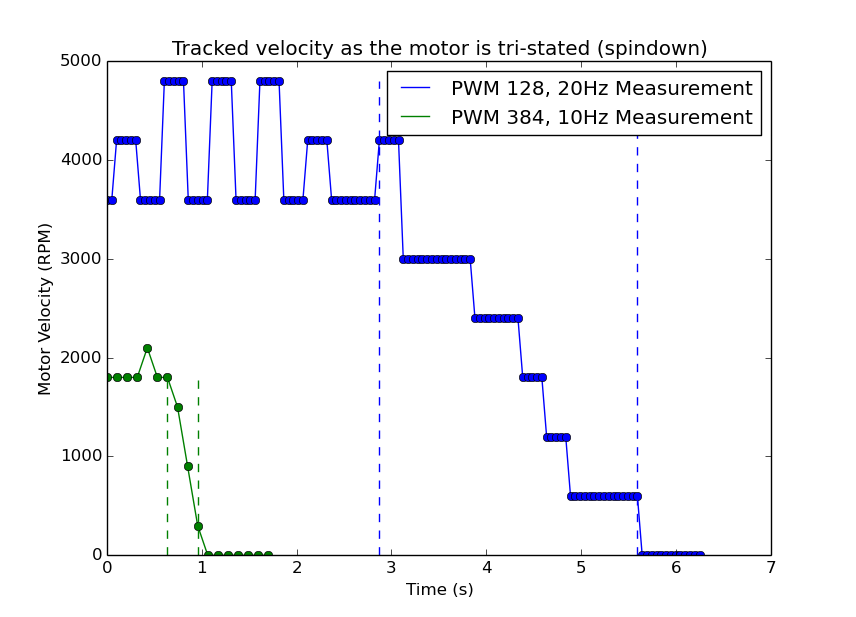 Tracked velocity as the motor is tri-stated (spindown)
PWM 128, 20Hz Measurement
PWM 384, 10Hz Measurement
Motor Velocity (RPM)
5000
4000
3000
2000
1000
0
0 1 2 3 4 5 6 7
Time (s)